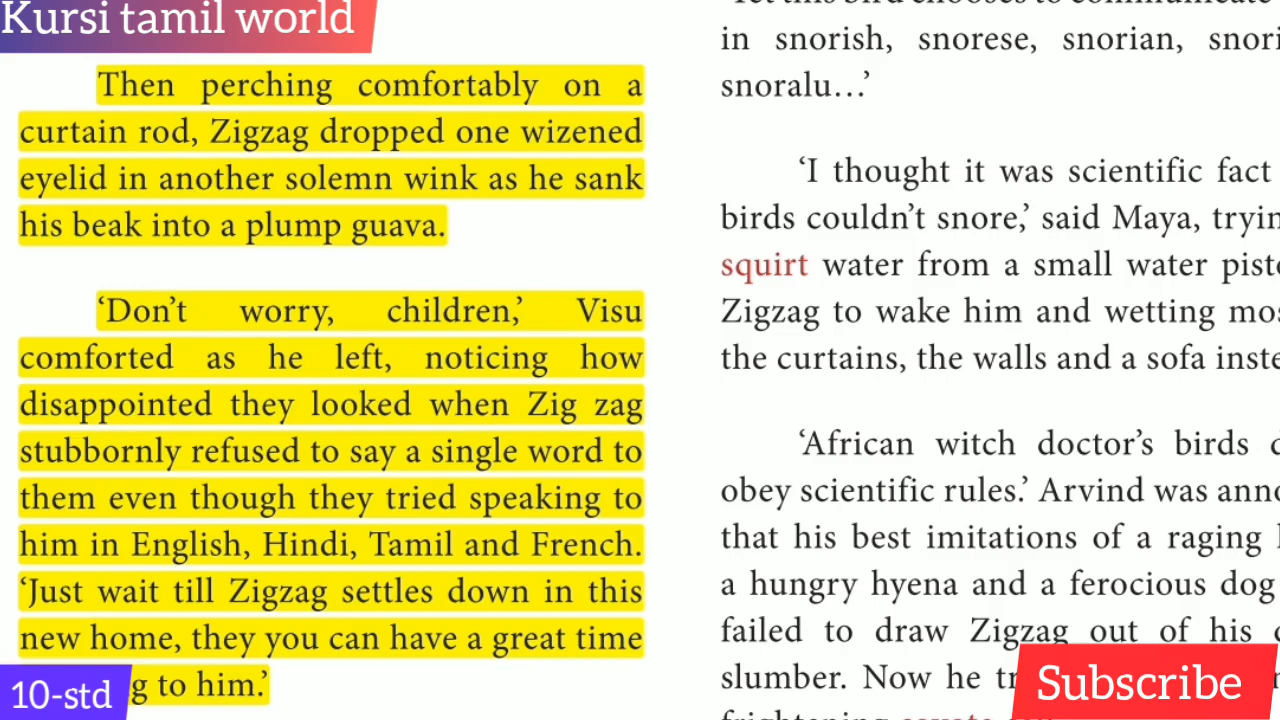 Kursi tamil world
Then perching comfortably on a
curtain rod, Zigzag dropped one wizened
eyelid in another solemn wink as he sank
his beak into a plump guava.
‘Don’t worry, children,’ Visu
comforted as he left, noticing how
disappointed they looked when Zig zag
stubbornly refused to say a single word to
them even though they tried speaking to
him in English, Hindi, Tamil and French.
‘Just wait till Zigzag settles down in this
new home, they you can have a great time
to him.’
10-std
in snorish, snorese, snorian,
snoralu…’
‘I thought it was scientific fact
birds couldn’t snore,’ said Maya,
squirt water from a small water
Zigzag to wake him and wetting
the curtains, the walls and a sofa
‘African witch doctor’s birds
obey scientific rules.’ Arvind was
that his best imitations of a raging
a hungry hyena and a ferocious dog
failed to draw Zigzag out of his
slumber. Now he
Subscribe